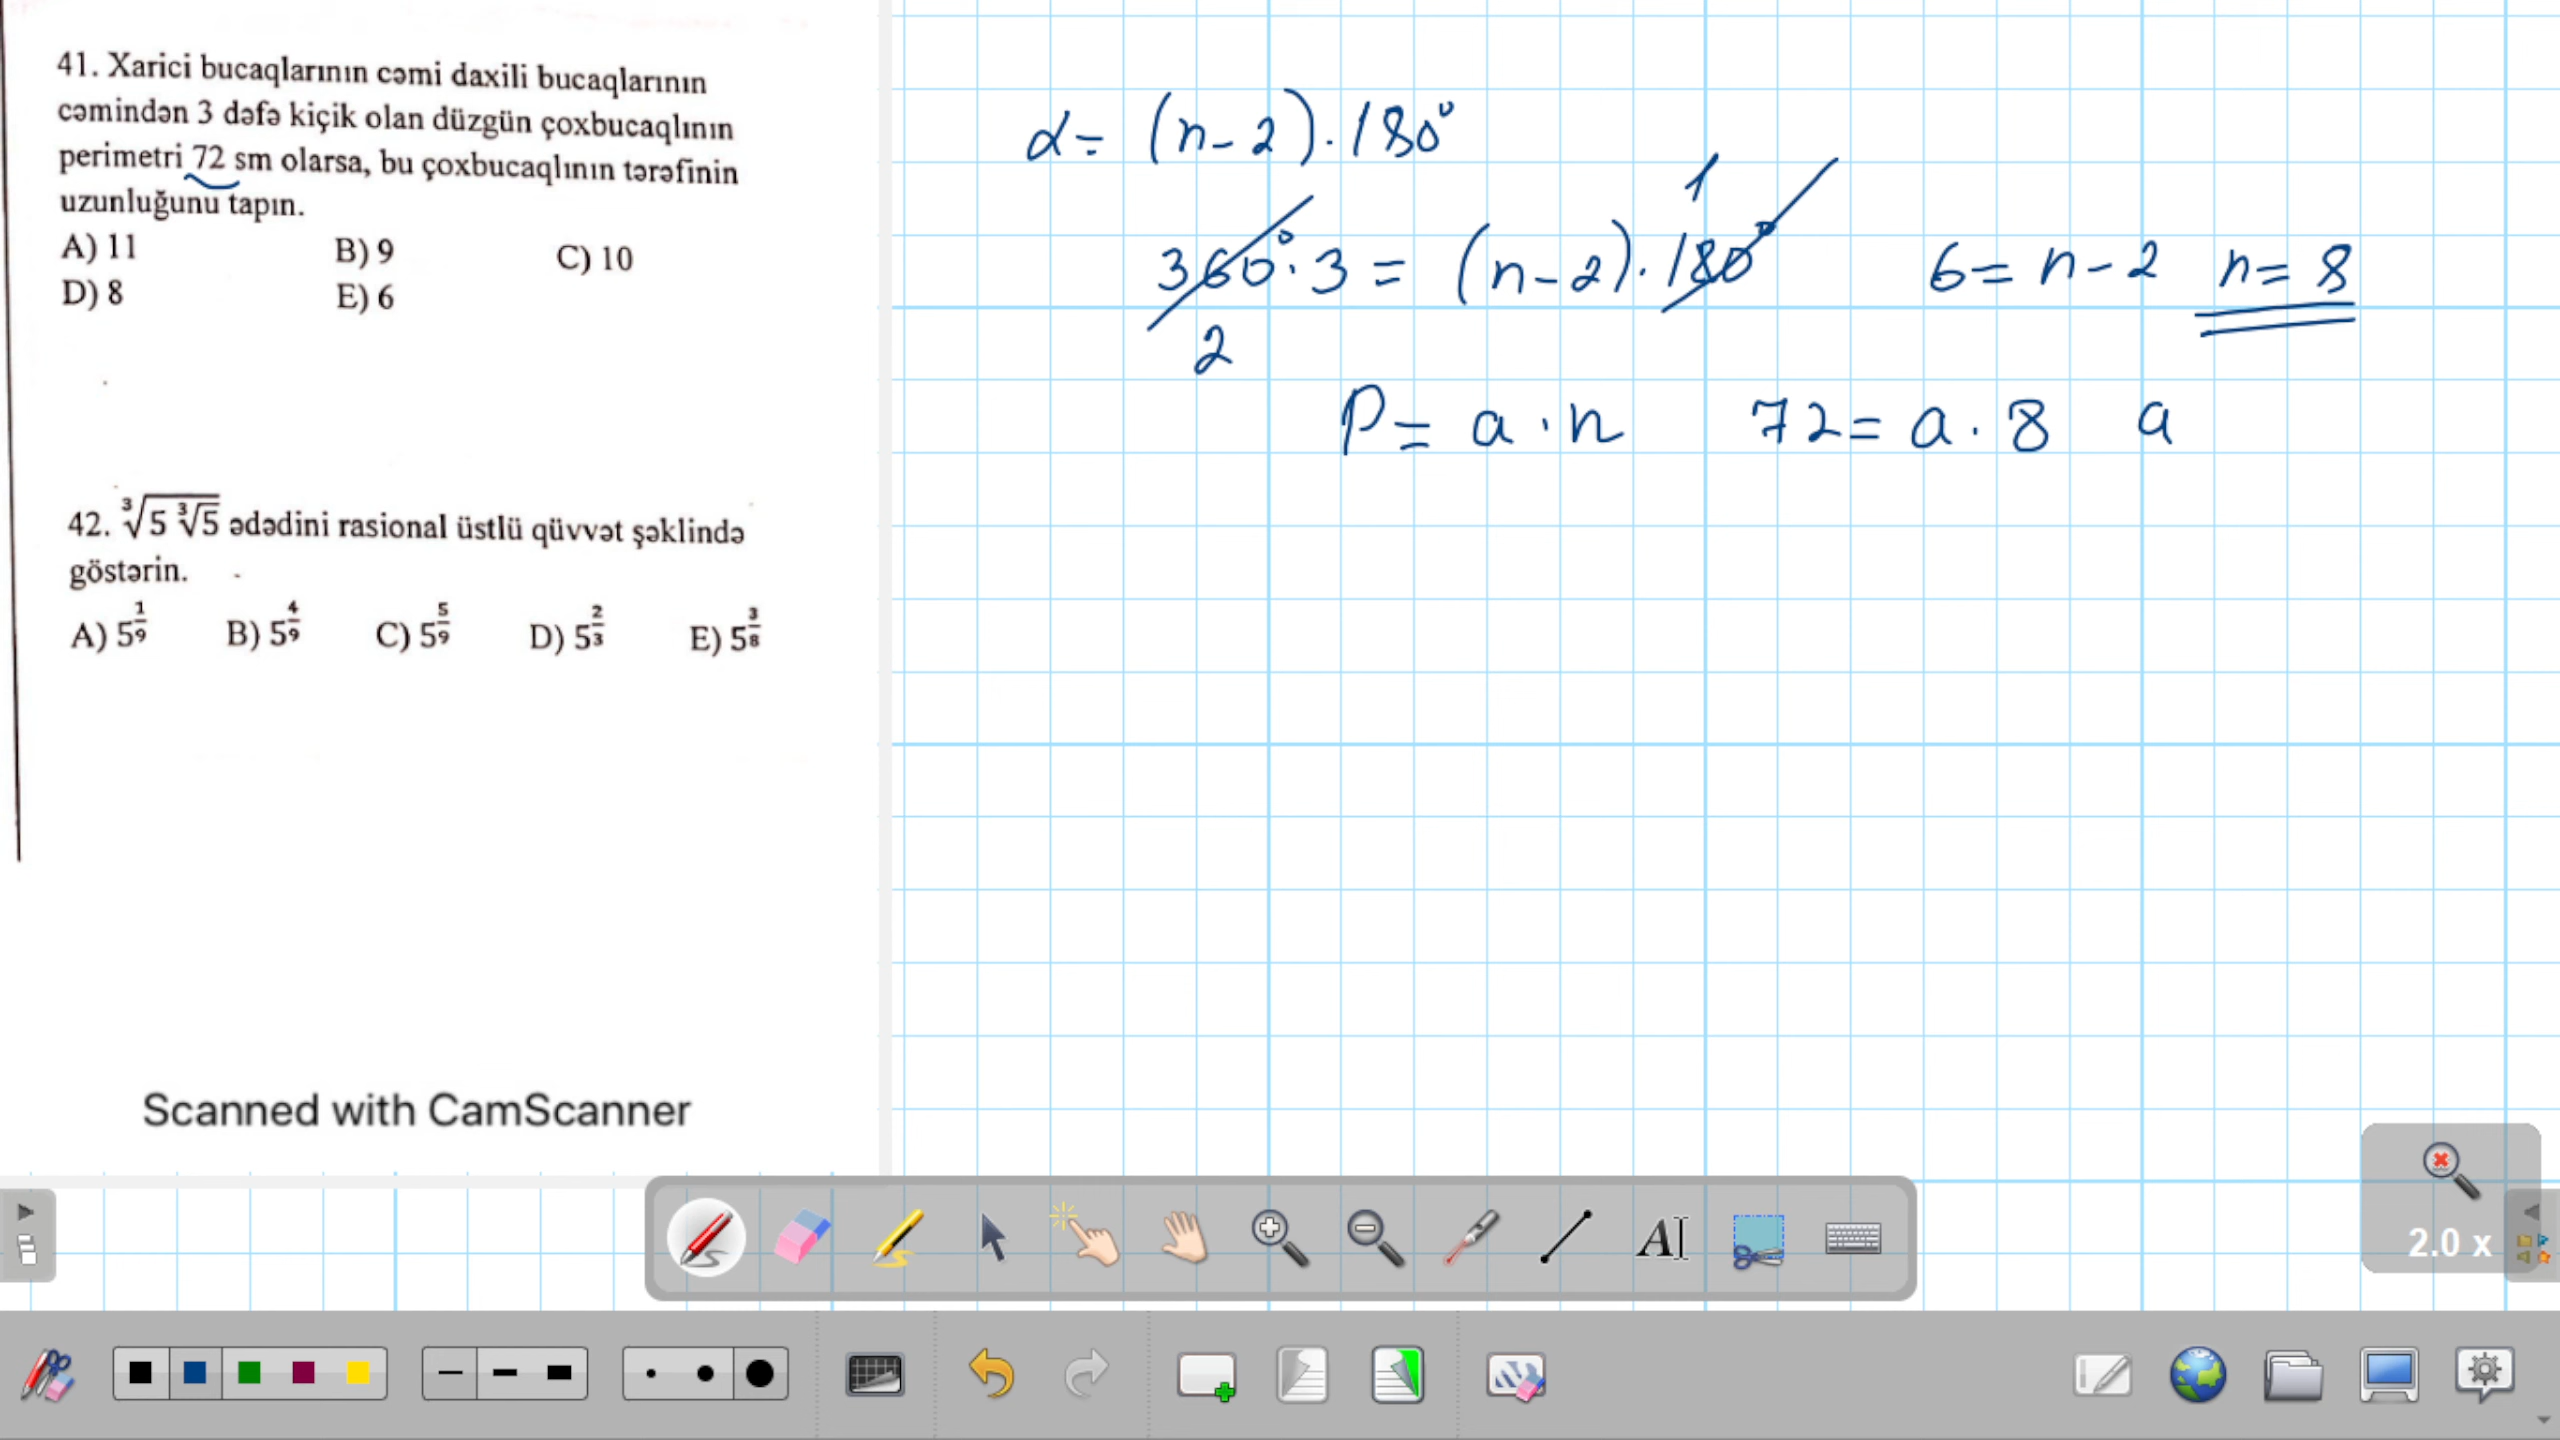 41. Xarici bucaqlarının cəmi daxili bucaqlarının
cəmindən 3 dəfə kiçik olan düzgün çoxbucaqlının
perimetri 72 sm olarsa, bu çoxbucaqlının tərəfinin
uzunluğunu tapın.
A) 11 B) 9 C) 10
D) 8 E) 6
42. ∛(5 ∛5) ədədini rasional üstlü qüvvət şəklində
göstərin.
A) 5^(1/9) B) 5^(4/9) C) 5^(5/9) D) 5^(2/3) E) 5^(3/8)
Scanned with CamScanner
α = (n-2)·180°
1
360°·3 = (n-2)·180° 6 = n-2 n = 8
2
P = a·n 72 = a·8 a
AI
2.0 x